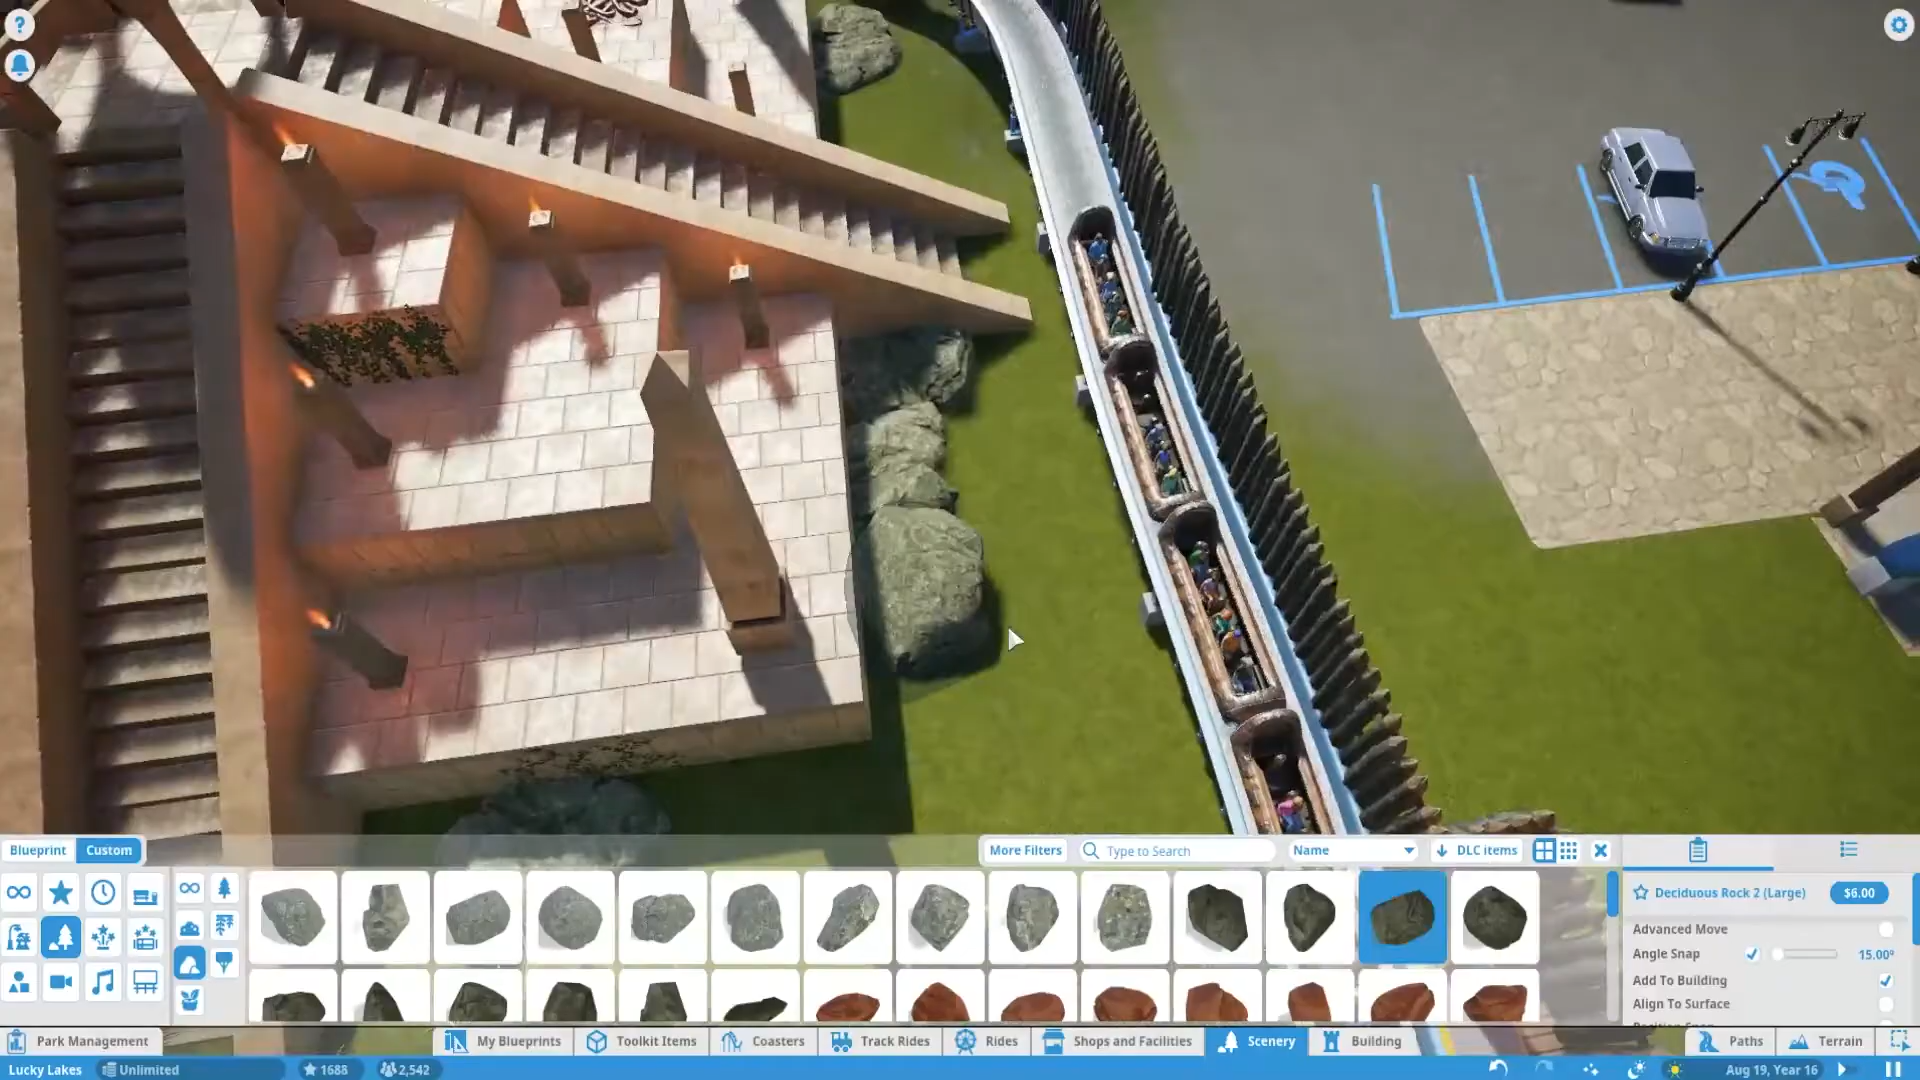 ?
Blueprint
Custom
More Filters
Type to Search
Name
DLC items
Deciduous Rock 2 (Large)
$6.00
Advanced Move
Angle Snap
15.00º
Add To Building
Align To Surface
Park Management
My Blueprints
Toolkit Items
Coasters
Track Rides
Rides
Shops and Facilities
Scenery
Building
Paths
Terrain
Lucky Lakes
Unlimited
1688
2,542
Aug 19, Year 16